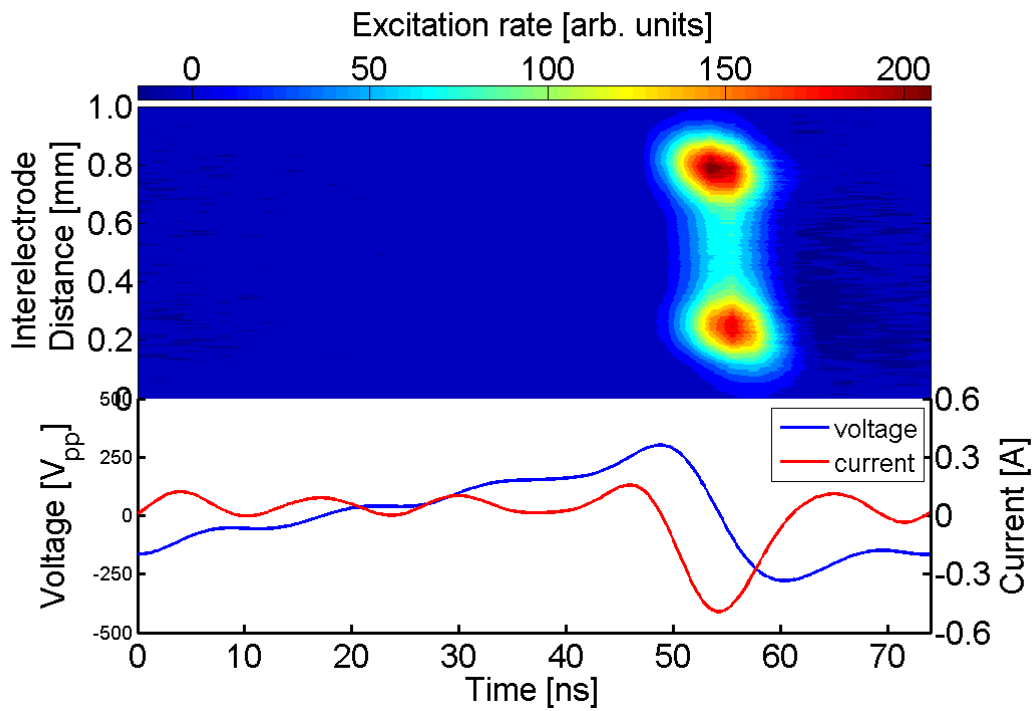 Excitation rate [arb. units]
0 50 100 150 200
Interelectrode
Distance [mm]
1.0
0.8
0.6
0.4
0.2
0
Voltage [Vpp]
500
250
0
-250
-500
voltage
current
0.6
0.3
0
-0.3
-0.6
Current [A]
0 10 20 30 40 50 60 70
Time [ns]